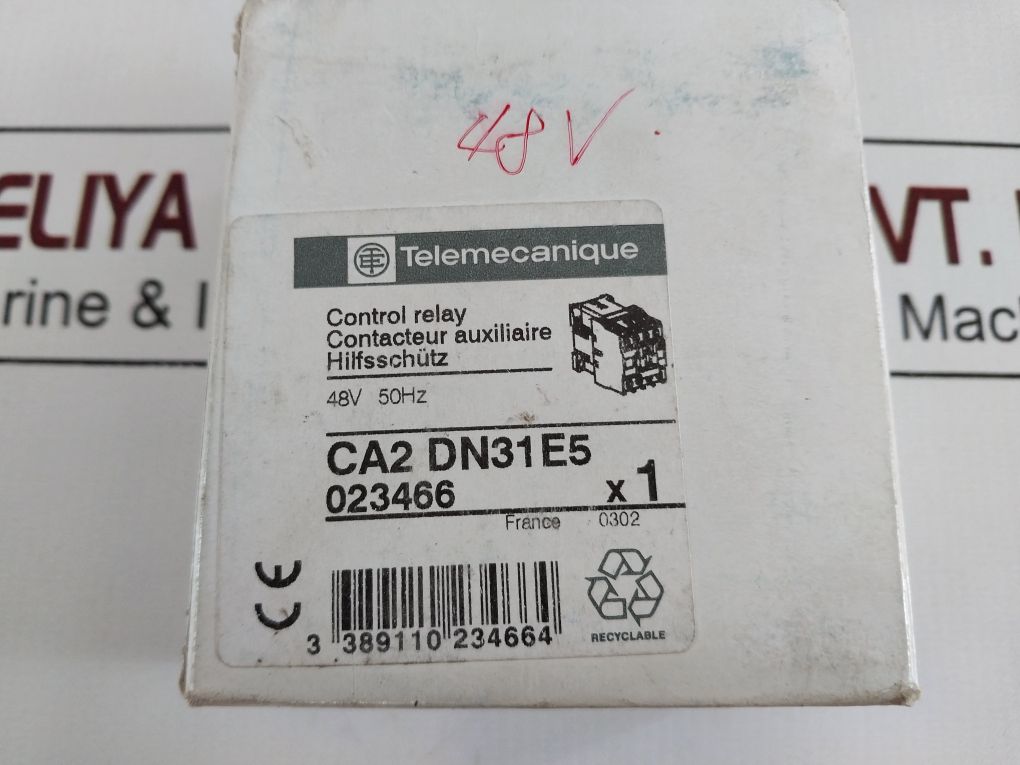 48V
ELIYA
VT.
rine & I
Mac
Telemecanique
Control relay
Contacteur auxiliaire
Hilfsschütz
48V 50Hz
CA2 DN31E5
023466 x 1
France 0302
CE
3 389110 234664
RECYCLABLE